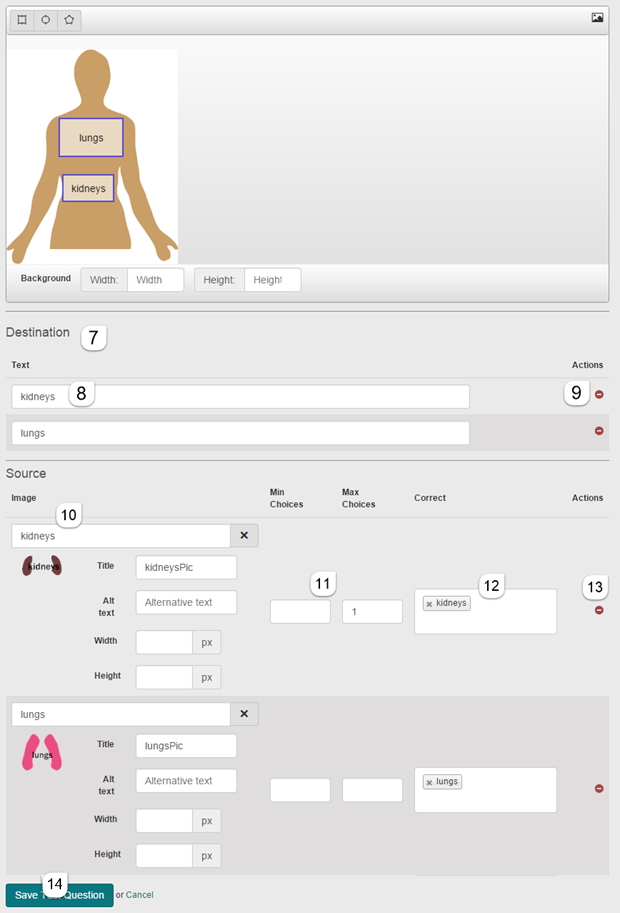 lungs
kidneys
Background Width: Width Height: Height
Destination 7
Text Actions
kidneys 8 9
lungs
Source
Image Min Choices Max Choices Correct Actions
10
kidneys
kidneys Title kidneysPic
11 12 13
Alt text Alternative text 1 kidneys
Width px
Height px
lungs
lungs Title lungsPic
Alt text Alternative text lungs
Width px
Height px
14
Save Question or Cancel